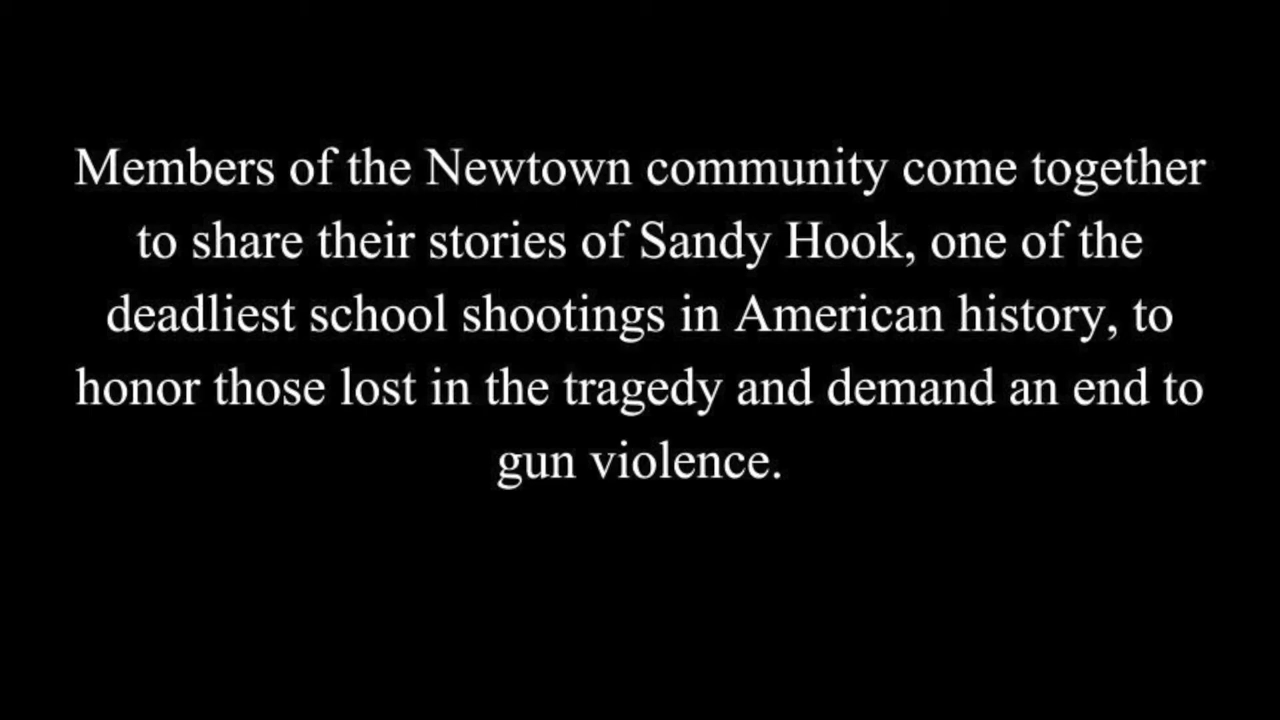 Members of the Newtown community come together
to share their stories of Sandy Hook, one of the
deadliest school shootings in American history, to
honor those lost in the tragedy and demand an end to
gun violence.